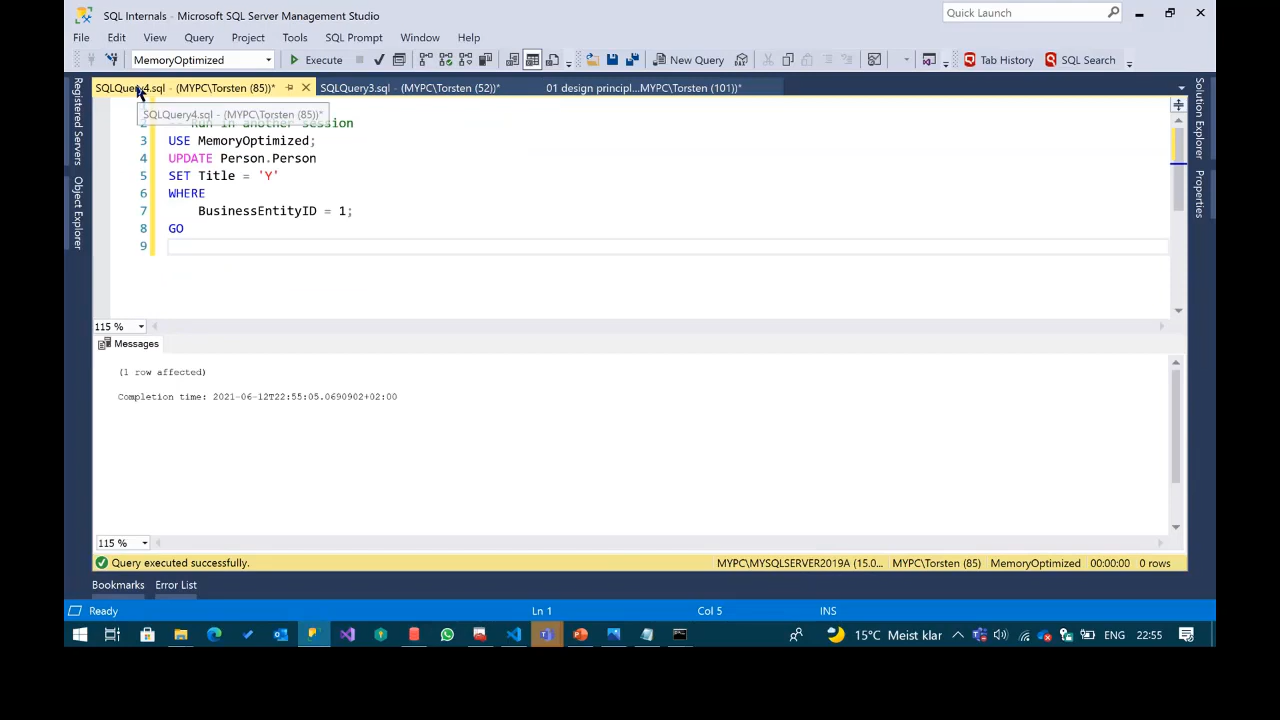 SQL Internals - Microsoft SQL Server Management Studio
Quick Launch
File Edit View Query Project Tools SQL Prompt Window Help
MemoryOptimized Execute New Query Tab History SQL Search
SQLQuery4.sql - (MYPC\Torsten (85))* SQLQuery3.sql - (MYPC\Torsten (52))* 01 design principl...MYPC\Torsten (101))*
SQLQuery4.sql - (MYPC\Torsten (85))*
Registered Servers
Object Explorer
Solution Explorer
Properties
2 in another session
3 USE MemoryOptimized;
4 UPDATE Person.Person
5 SET Title = 'Y'
6 WHERE
7 BusinessEntityID = 1;
8 GO
9
115 %
Messages
(1 row affected)
Completion time: 2021-06-12T22:55:05.0690902+02:00
115 %
Query executed successfully. MYPC\MYSQLSERVER2019A (15.0... MYPC\Torsten (85) MemoryOptimized 00:00:00 0 rows
Bookmarks Error List
Ready Ln 1 Col 5 INS
15°C Meist klar ENG 22:55